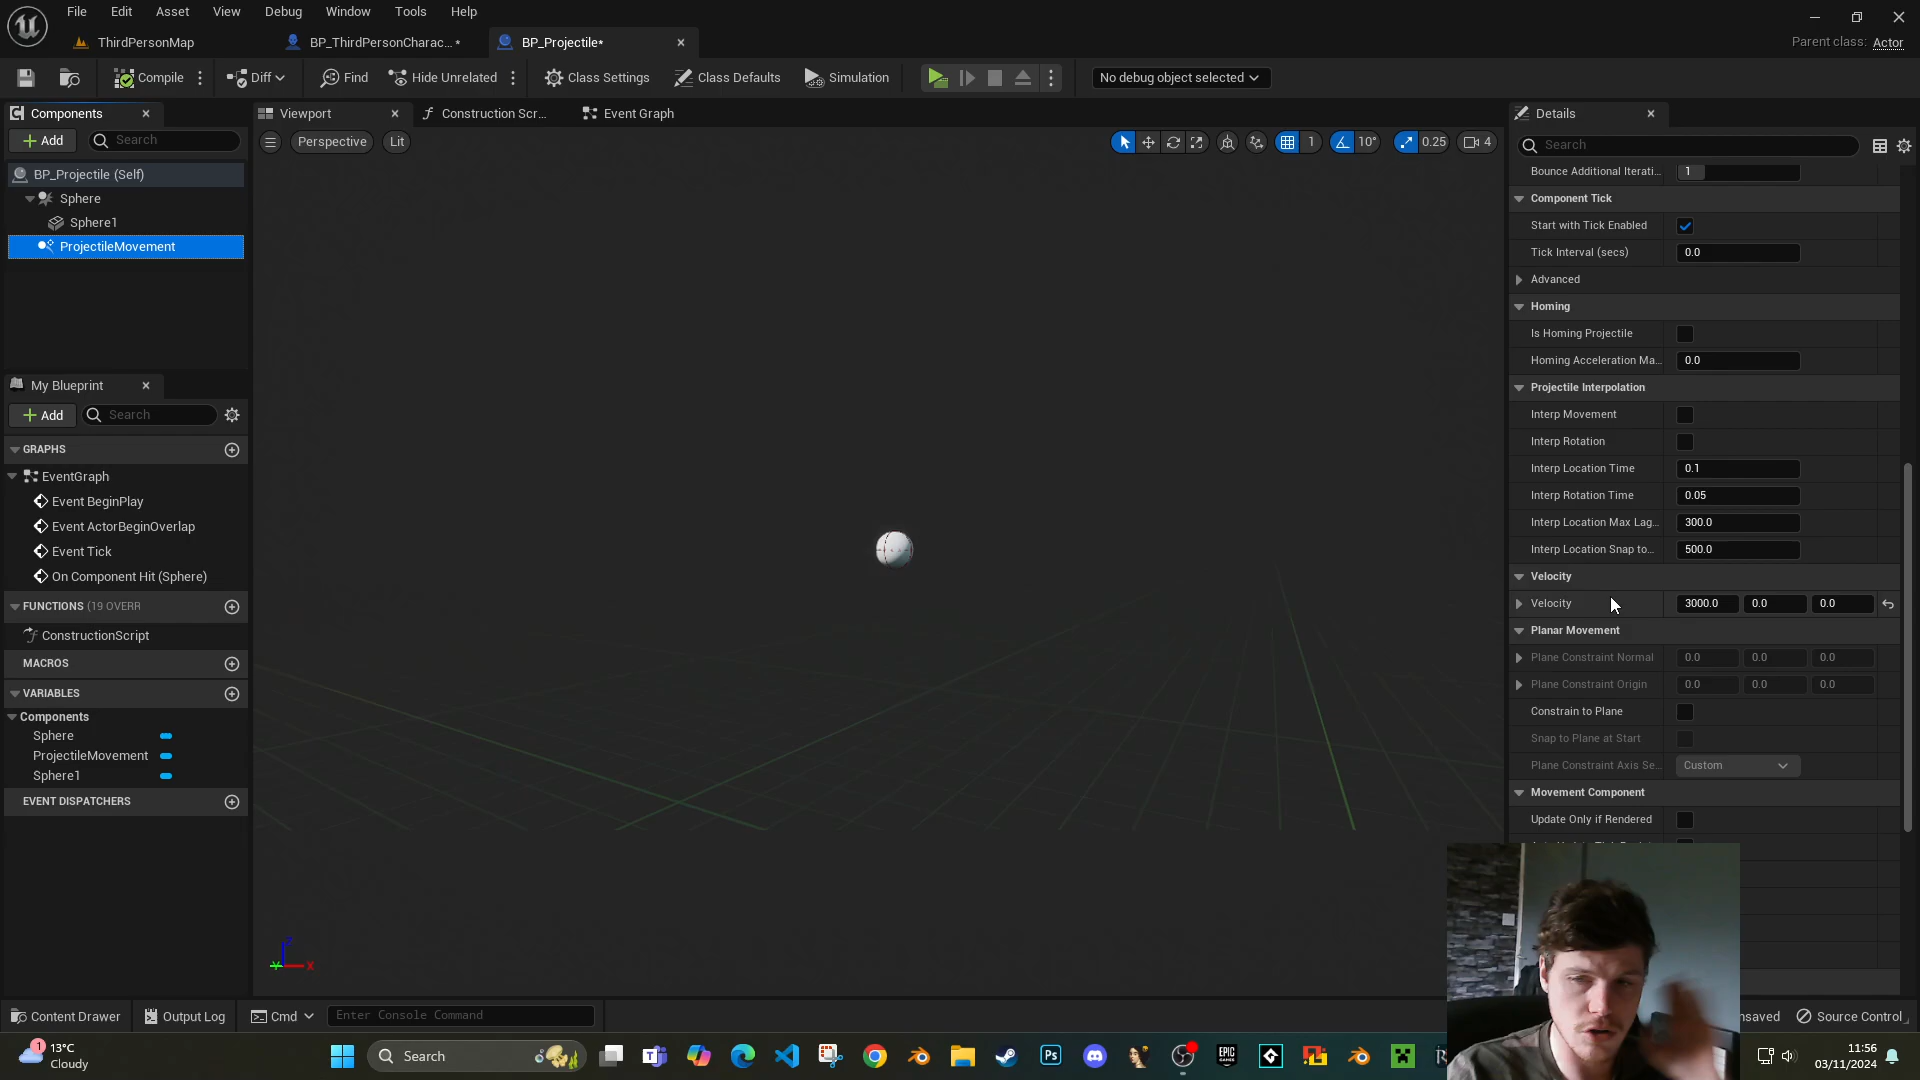 File Edit Asset View Debug Window Tools Help
ThirdPersonMap BP_ThirdPersonCharac...* BP_Projectile* Parent class: Actor
Compile Diff Find Hide Unrelated Class Settings Class Defaults Simulation No debug object selected
Components Viewport Construction Scr... Event Graph Details
Add Search Perspective Lit 1 10° 0.25 4 Search
BP_Projectile (Self)
Sphere
Sphere1
ProjectileMovement
My Blueprint
Add Search
GRAPHS
EventGraph
Event BeginPlay
Event ActorBeginOverlap
Event Tick
On Component Hit (Sphere)
FUNCTIONS (19 OVERR
ConstructionScript
MACROS
VARIABLES
Components
Sphere
ProjectileMovement
Sphere1
EVENT DISPATCHERS
Z
Y X
Bounce Additional Iterati... 1
Component Tick
Start with Tick Enabled
Tick Interval (secs) 0.0
Advanced
Homing
Is Homing Projectile
Homing Acceleration Ma... 0.0
Projectile Interpolation
Interp Movement
Interp Rotation
Interp Location Time 0.1
Interp Rotation Time 0.05
Interp Location Max Lag... 300.0
Interp Location Snap to... 500.0
Velocity
Velocity 3000.0 0.0 0.0
Planar Movement
Plane Constraint Normal 0.0 0.0 0.0
Plane Constraint Origin 0.0 0.0 0.0
Constrain to Plane
Snap to Plane at Start
Plane Constraint Axis Se... Custom
Movement Component
Update Only if Rendered
Content Drawer Output Log Cmd Enter Console Command nsaved Source Control
1 13°C
Cloudy
Search
Ps EPIC GAMES
11:56
03/11/2024